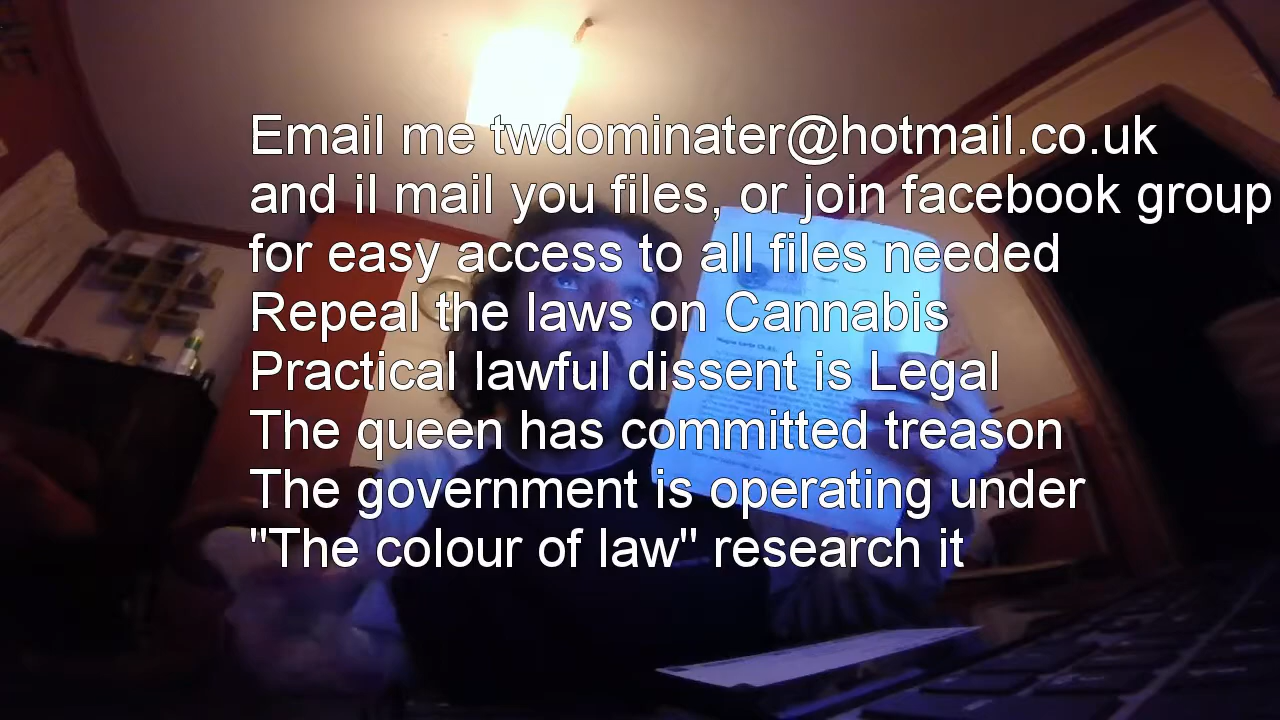 Email me twdominater@hotmail.co.uk
and il mail you files, or join facebook group
for easy access to all files needed
Repeal the laws on Cannabis
Practical lawful dissent is Legal
The queen has committed treason
The government is operating under
"The colour of law" research it